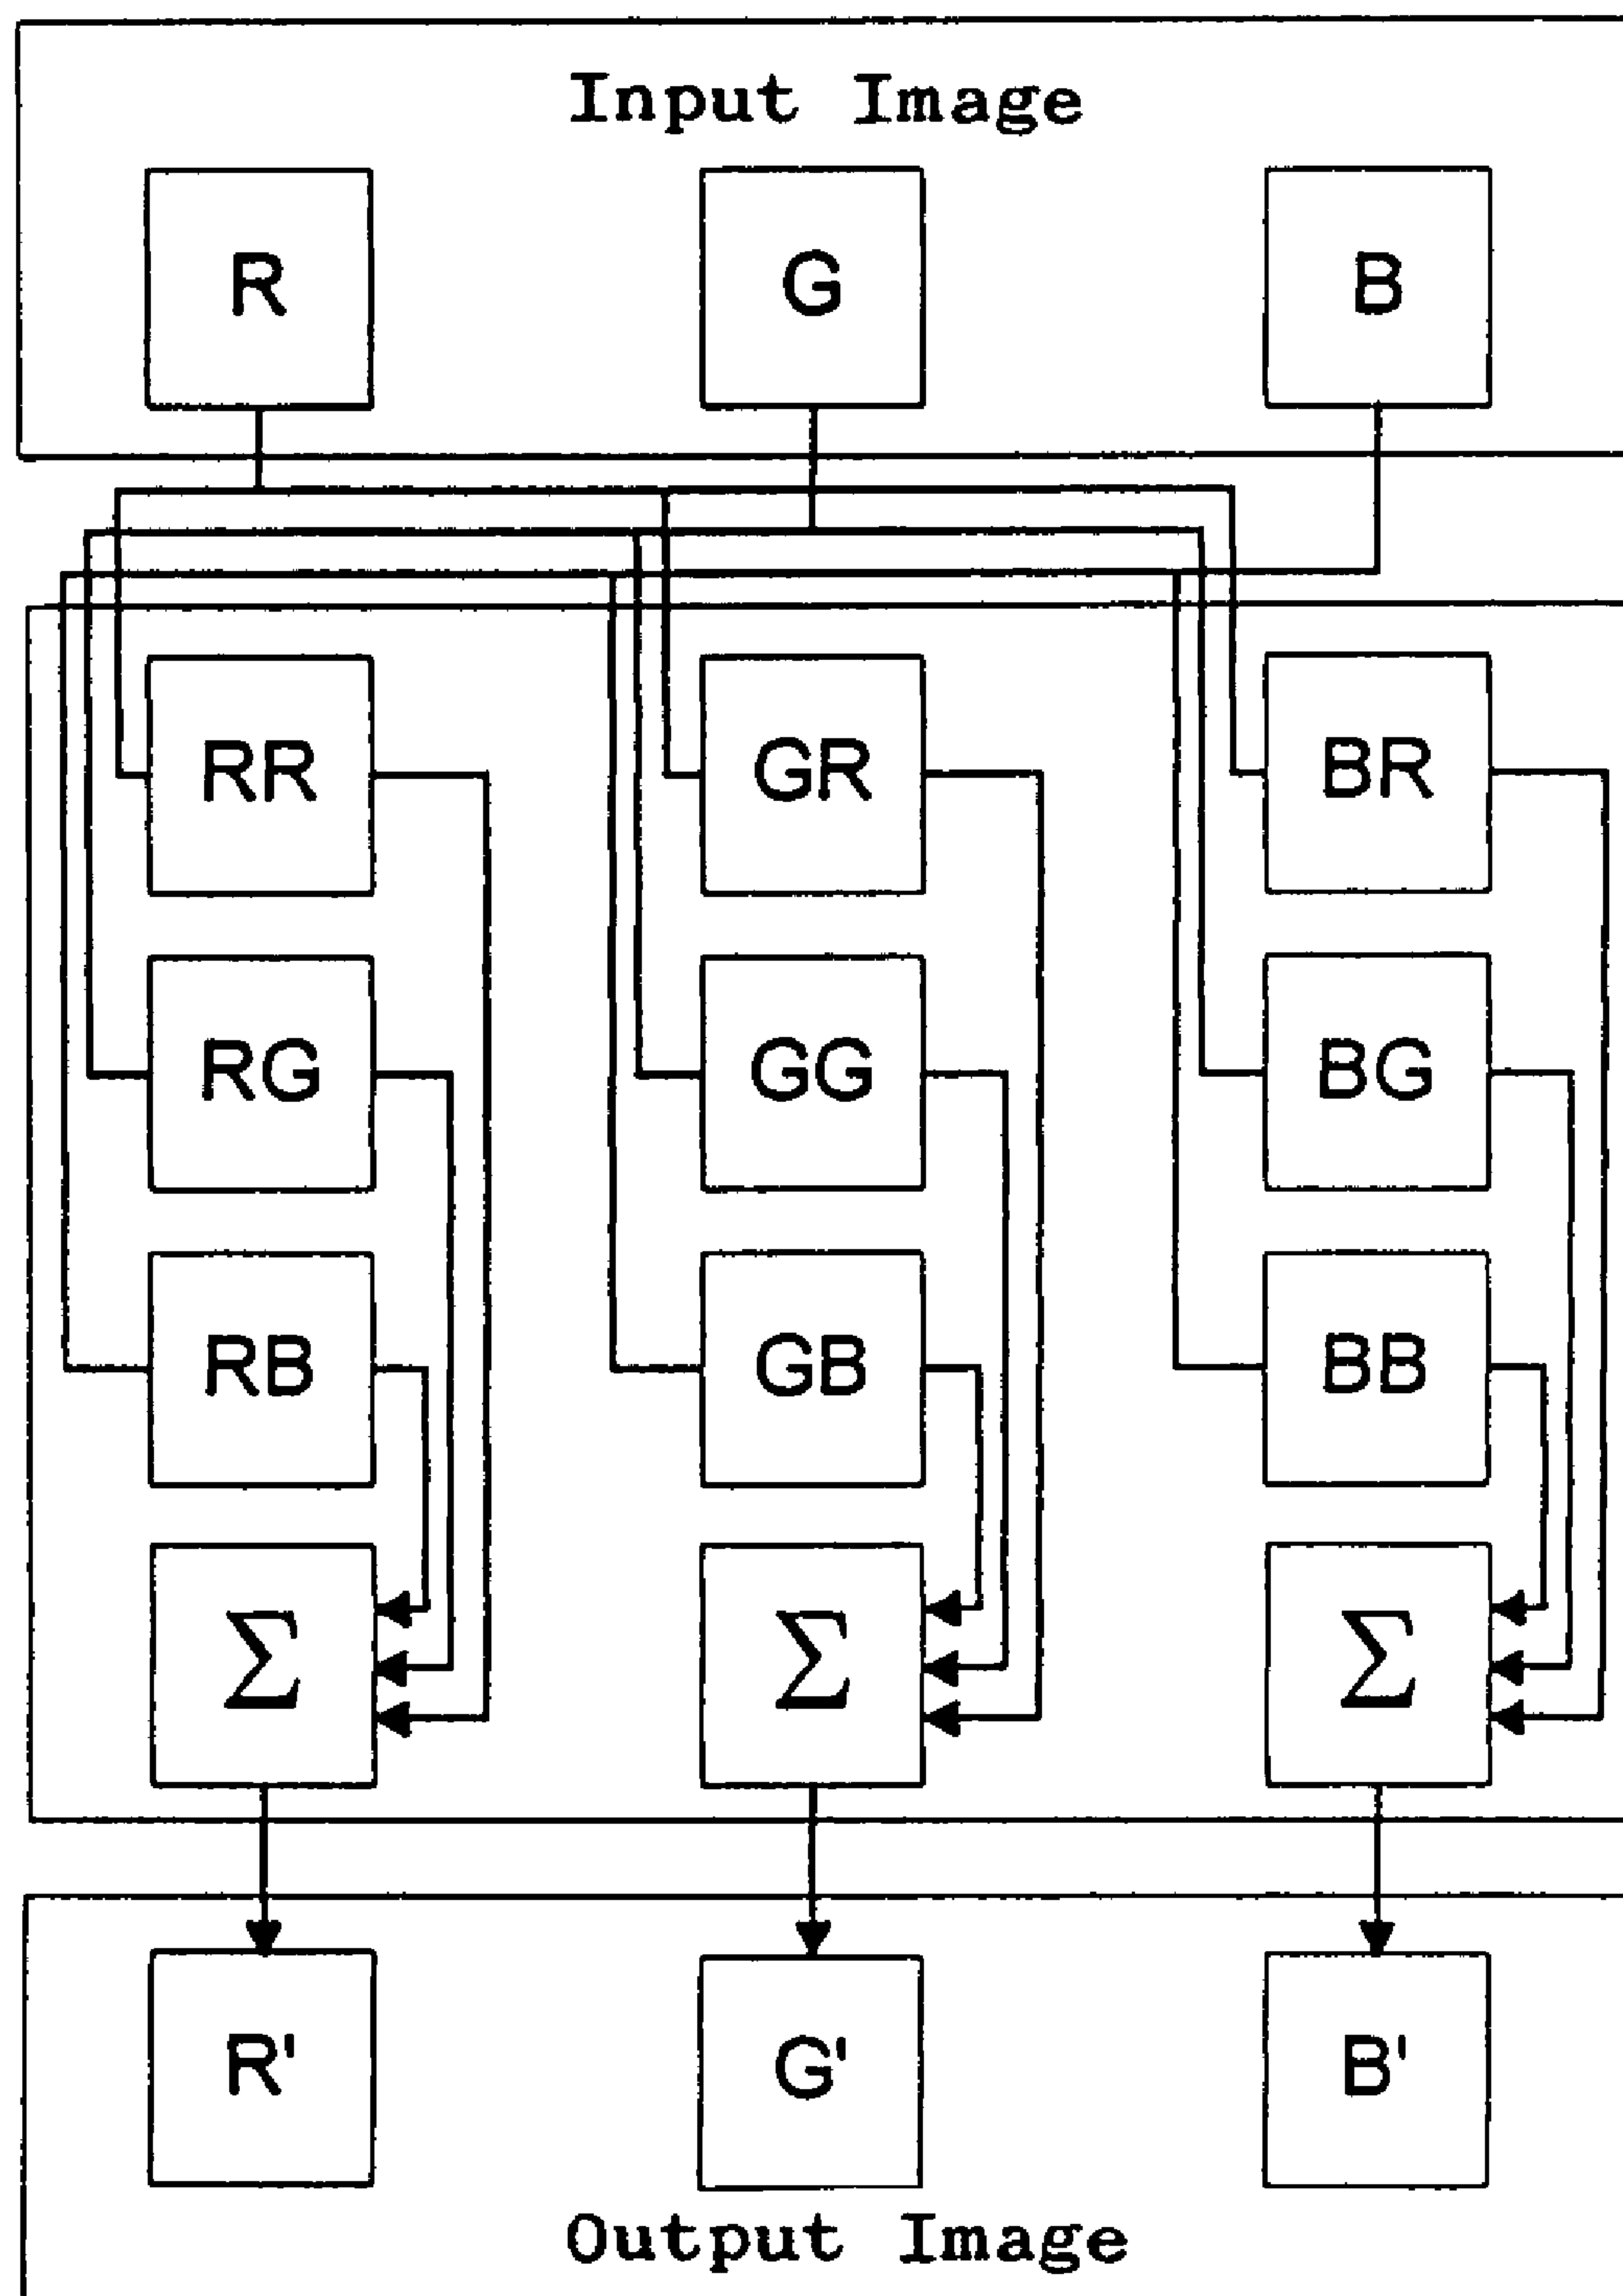 Input Image
R G B
RR GR BR
RG GG BG
RB GB BB
Σ Σ Σ
R' G' B'
Output Image